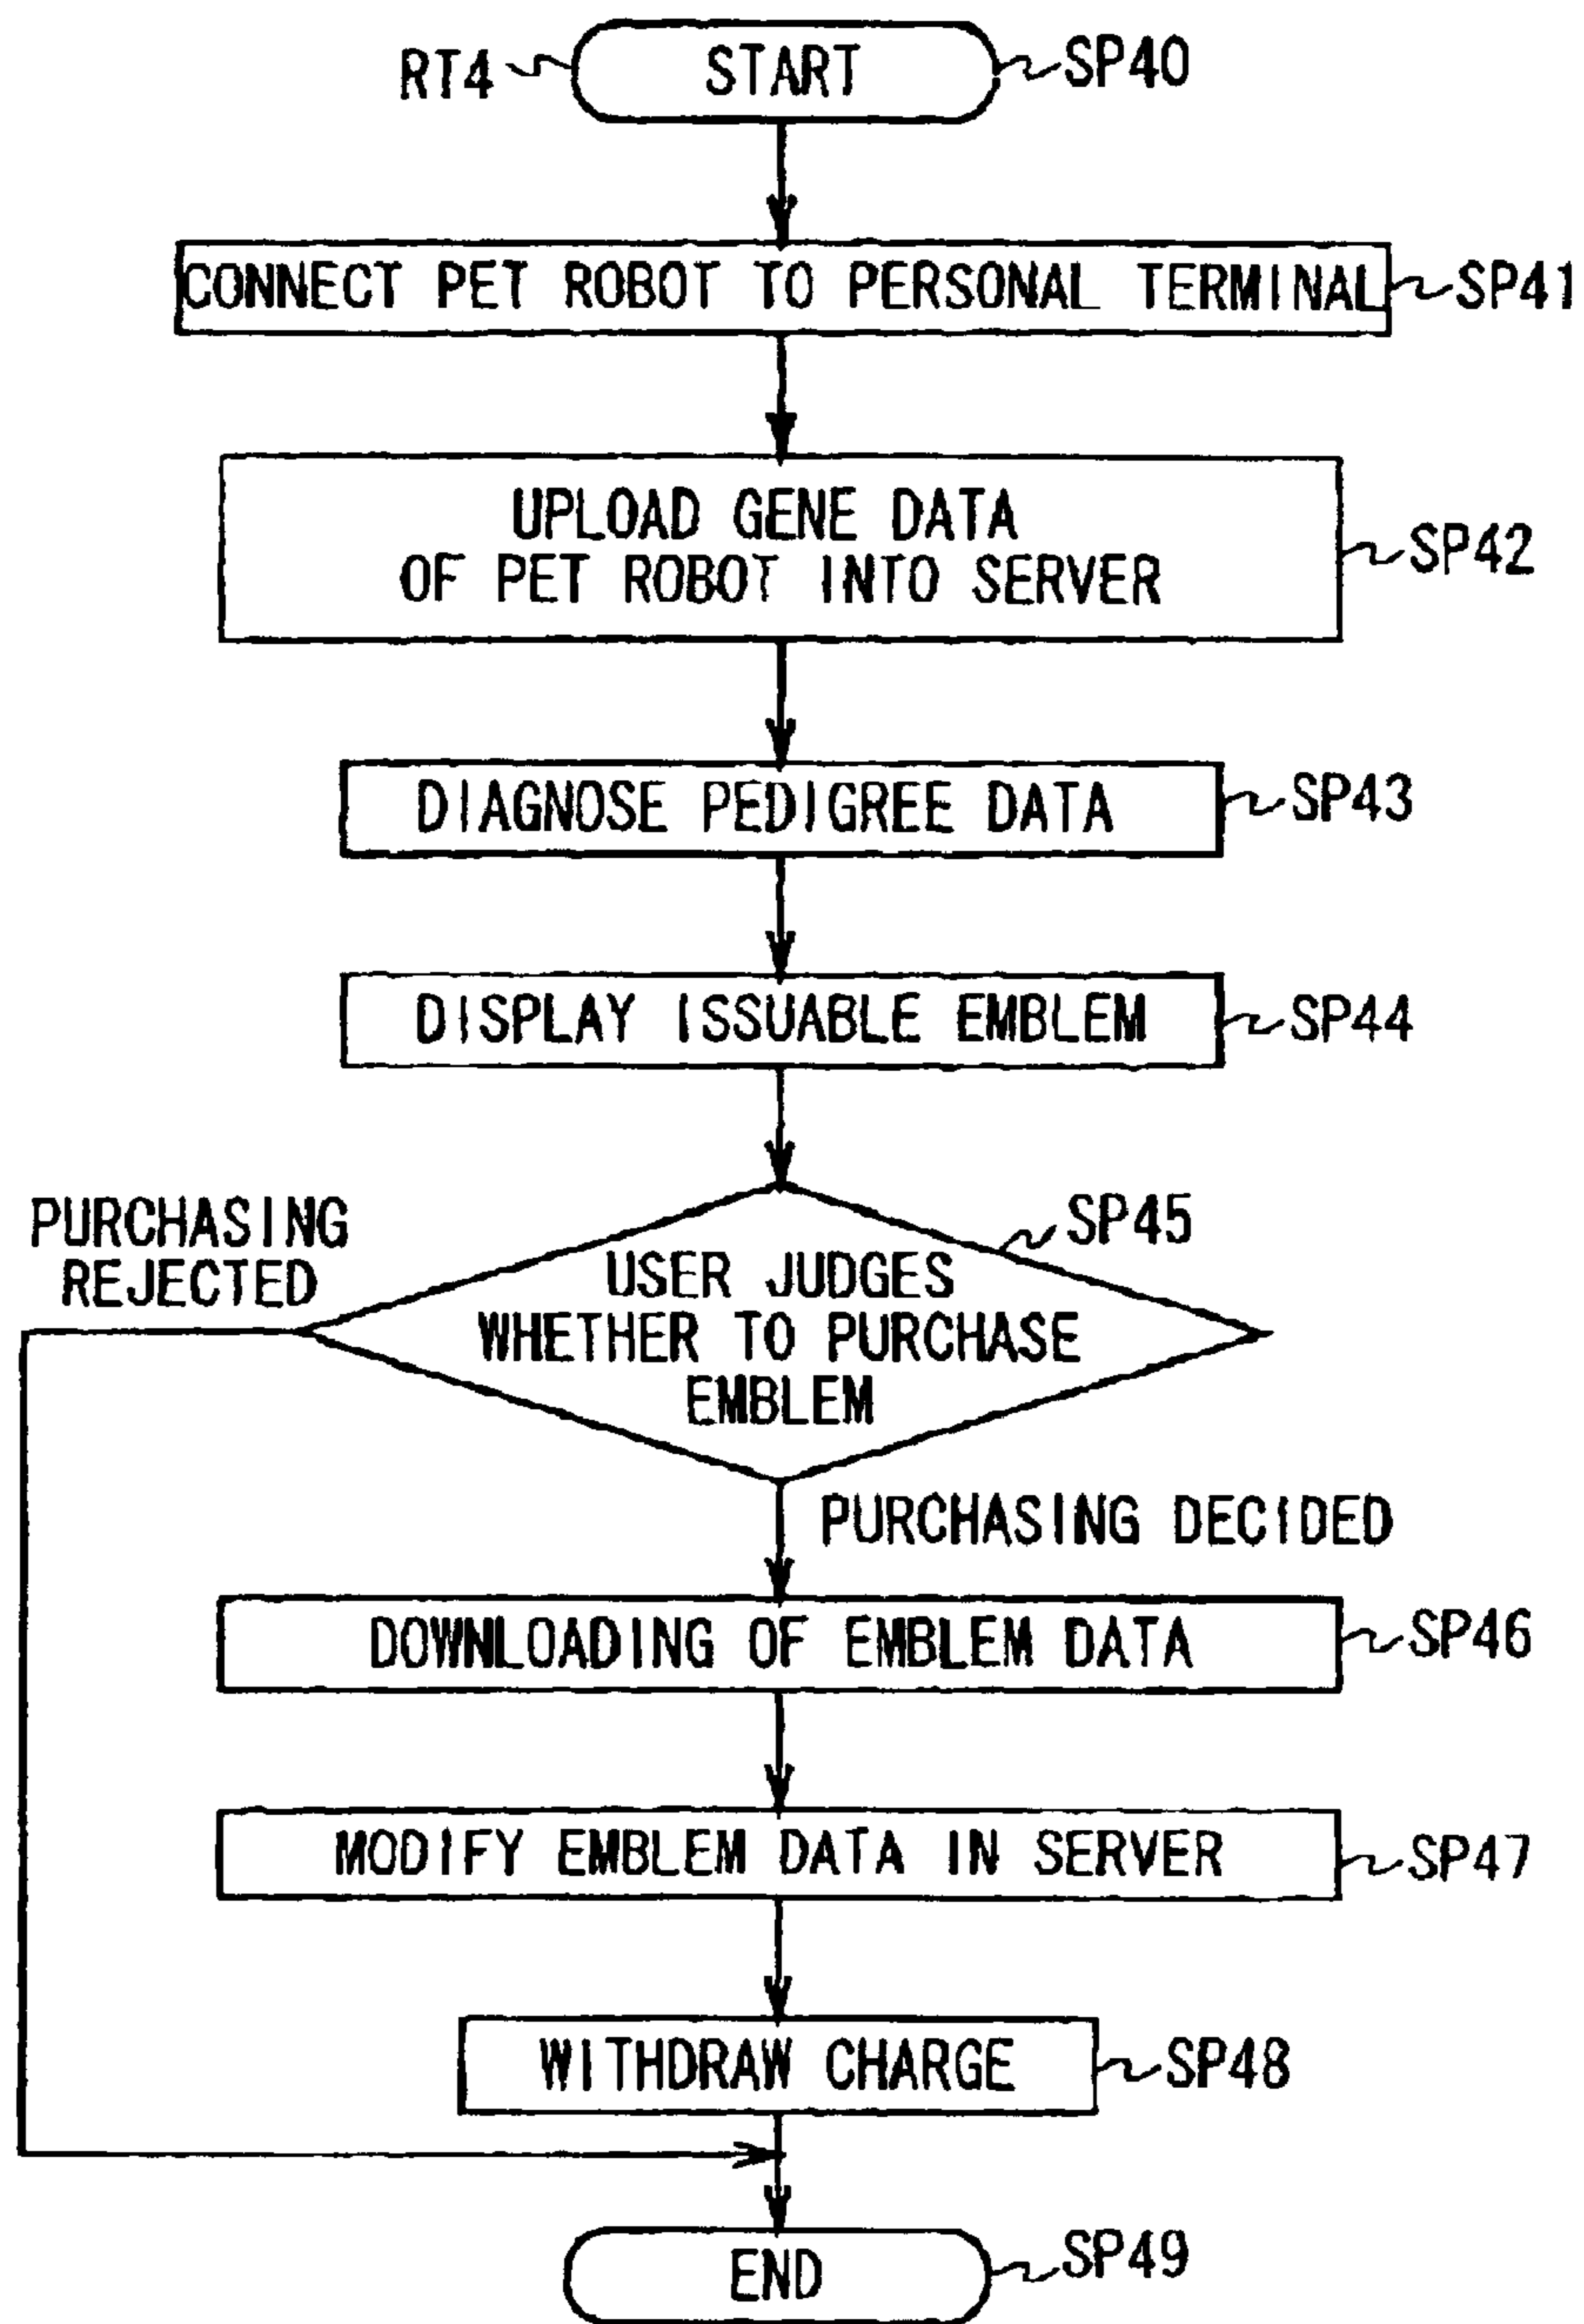 RT4
START
SP40
CONNECT PET ROBOT TO PERSONAL TERMINAL
SP41
UPLOAD GENE DATA
OF PET ROBOT INTO SERVER
SP42
DIAGNOSE PEDIGREE DATA
SP43
DISPLAY ISSUABLE EMBLEM
SP44
PURCHASING
REJECTED
SP45
USER JUDGES
WHETHER TO PURCHASE
EMBLEM
PURCHASING DECIDED
DOWNLOADING OF EMBLEM DATA
SP46
MODIFY EMBLEM DATA IN SERVER
SP47
WITHDRAW CHARGE
SP48
END
SP49